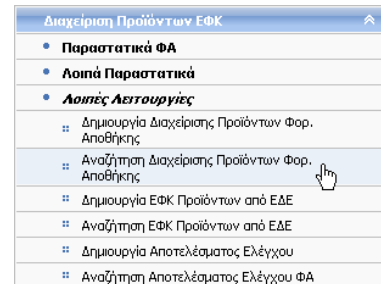 Διαχείριση Προϊόντων ΕΦΚ
Παραστατικά ΦΑ
Λοιπά Παραστατικά
Λοιπές Λειτουργίες
Δημιουργία Διαχείρισης Προϊόντων Φορ.
Αποθήκης
Αναζήτηση Διαχείρισης Προϊόντων Φορ.
Αποθήκης
Δημιουργία ΕΦΚ Προϊόντων από ΕΔΕ
Αναζήτηση ΕΦΚ Προϊόντων από ΕΔΕ
Δημιουργία Αποτελέσματος Ελέγχου
Αναζήτηση Αποτελέσματος Ελέγχου ΦΑ